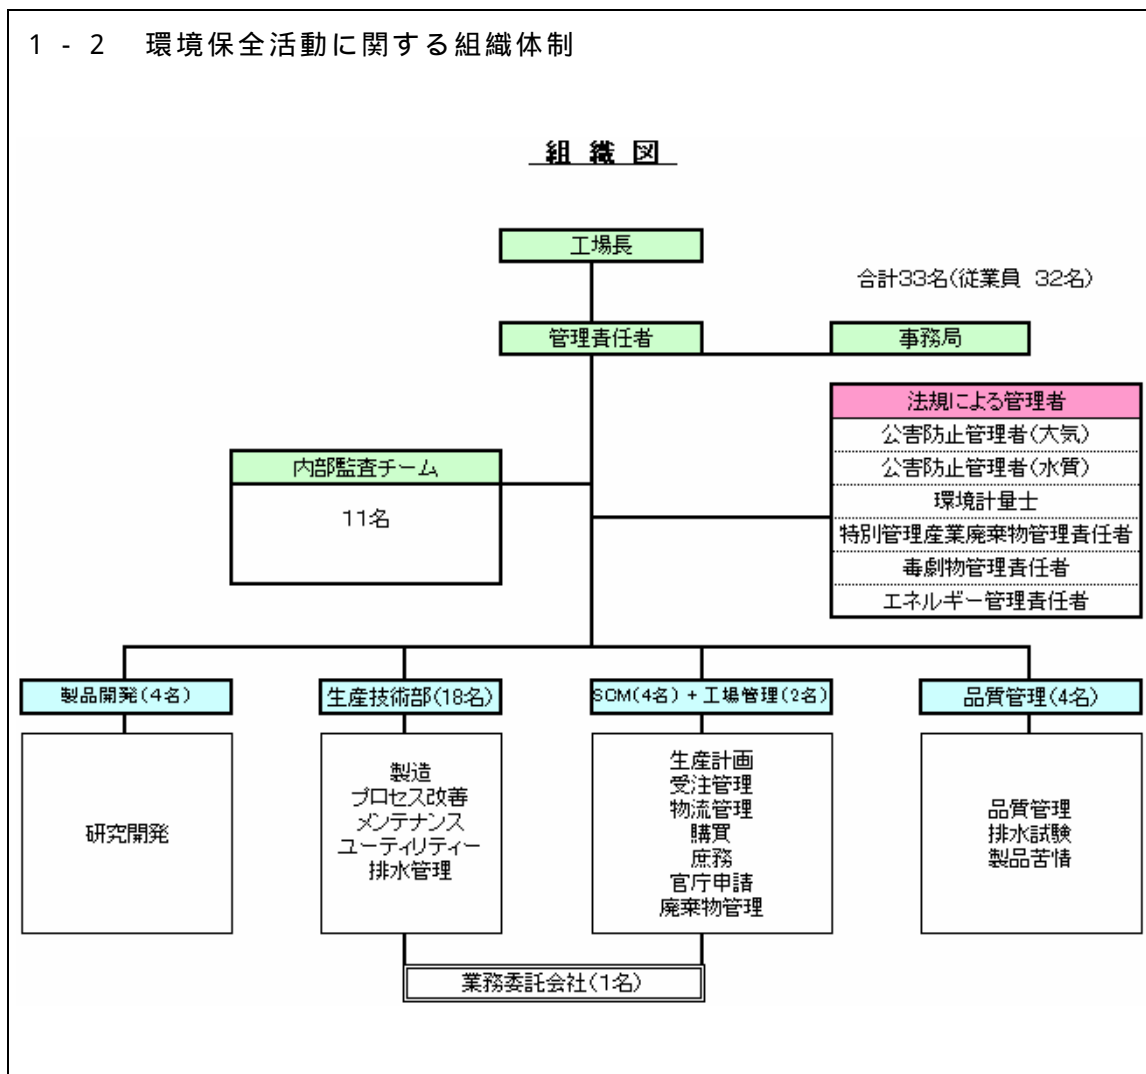 1 - 2 環境保全活動に関する組織体制
組 織 図
工場長
合計33名(従業員 32名)
管理責任者
事務局
法規による管理者
公害防止管理者(大気)
公害防止管理者(水質)
環境計量士
特別管理産業廃棄物管理責任者
毒劇物管理責任者
エネルギー管理責任者
内部監査チーム
11名
製品開発(4名)
研究開発
生産技術部(18名)
製造
プロセス改善
メンテナンス
ユーティリティー
排水管理
SCM(4名) + 工場管理(2名)
生産計画
受注管理
物流管理
購買
庶務
官庁申請
廃棄物管理
品質管理(4名)
品質管理
排水試験
製品苦情
業務委託会社(1名)